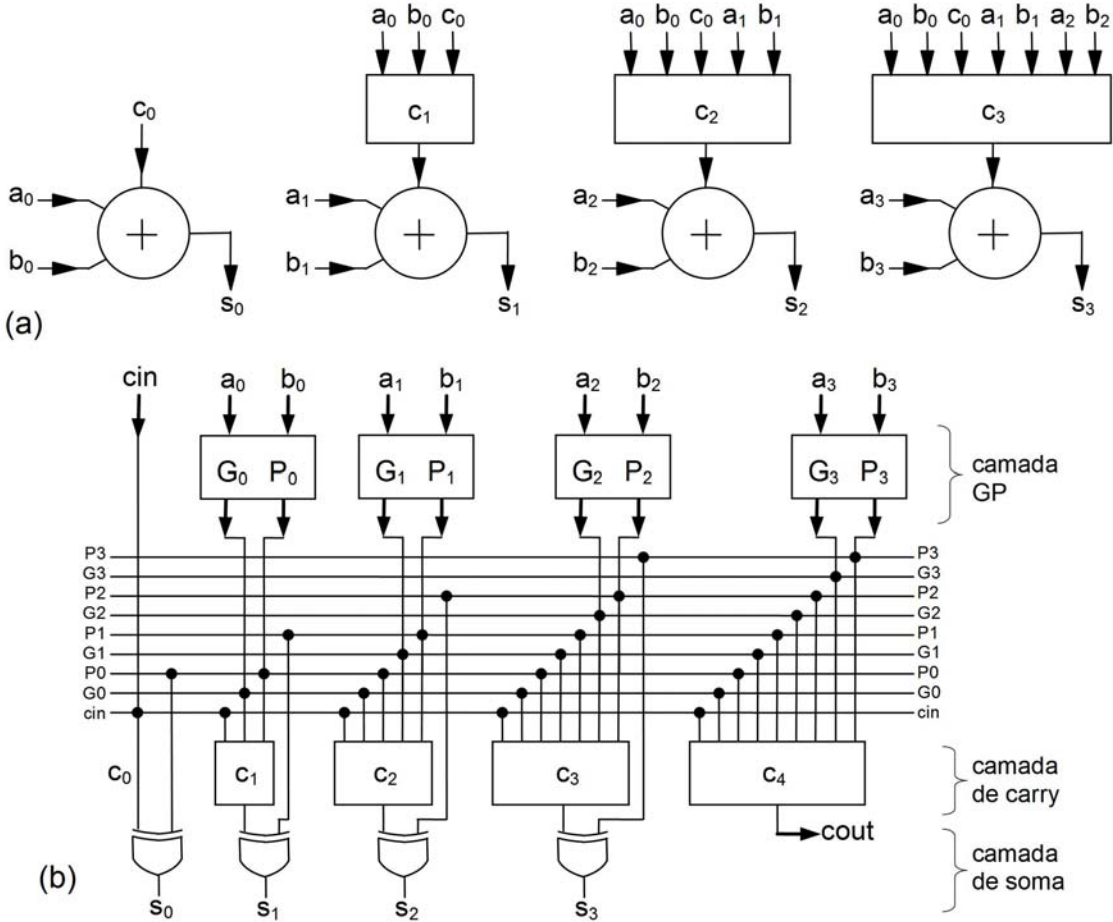 a₀ b₀ c₀
a₀ b₀ c₀ a₁ b₁
a₀ b₀ c₀ a₁ b₁ a₂ b₂
c₀
c₁
c₂
c₃
a₀
b₀
+
s₀
a₁
b₁
+
s₁
a₂
b₂
+
s₂
a₃
b₃
+
s₃
(a)
cin
a₀ b₀
a₁ b₁
a₂ b₂
a₃ b₃
G₀ P₀
G₁ P₁
G₂ P₂
G₃ P₃
camada
GP
P3 P3
G3 G3
P2 P2
G2 G2
P1 P1
G1 G1
P0 P0
G0 G0
cin cin
c₀
c₁
c₂
c₃
c₄
camada
de carry
cout
camada
de soma
(b)
s₀
s₁
s₂
s₃